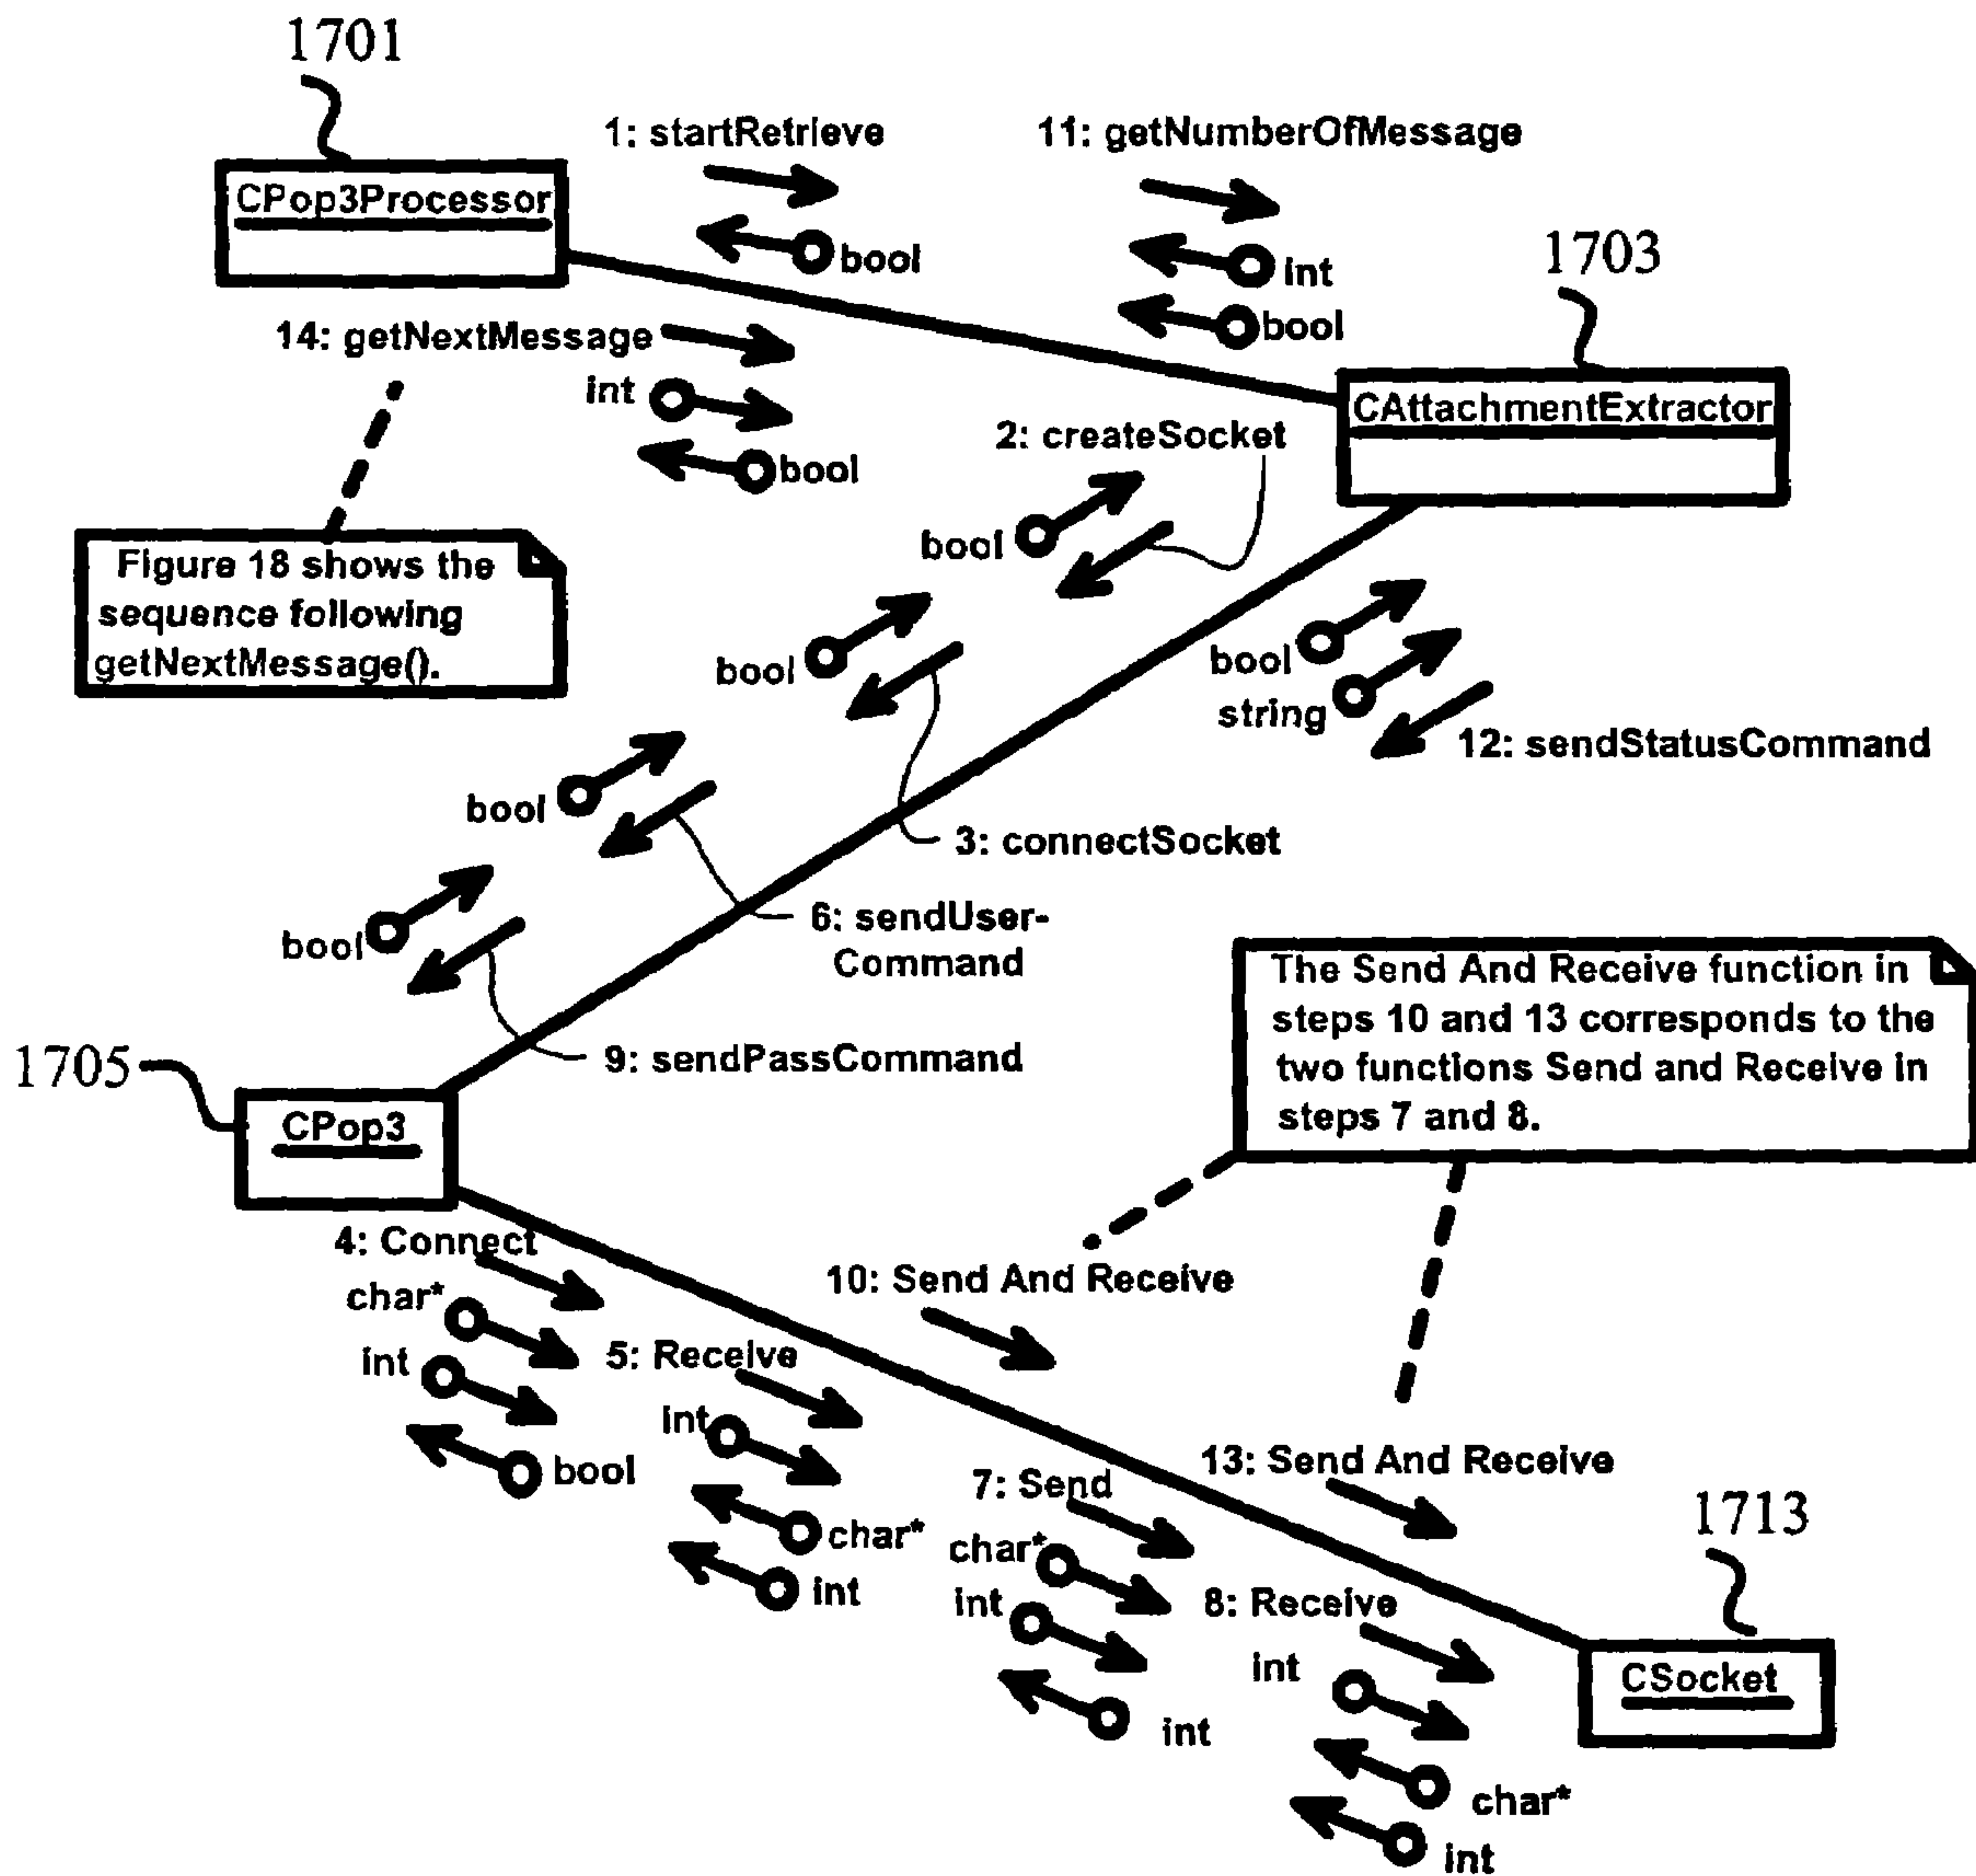 1701
1: startRetrieve
11: getNumberOfMessage
CPop3Processor
bool
int
bool
1703
14: getNextMessage
int
bool
CAttachmentExtractor
2: createSocket
bool
Figure 18 shows the
sequence following
getNextMessage().
bool
bool
string
12: sendStatusCommand
bool
3: connectSocket
6: sendUser-
Command
bool
9: sendPassCommand
The Send And Receive function in
steps 10 and 13 corresponds to the
two functions Send and Receive in
steps 7 and 8.
1705
CPop3
4: Connect
char*
int
bool
10: Send And Receive
5: Receive
int
char*
int
7: Send
char*
int
int
13: Send And Receive
8: Receive
int
char*
int
1713
CSocket